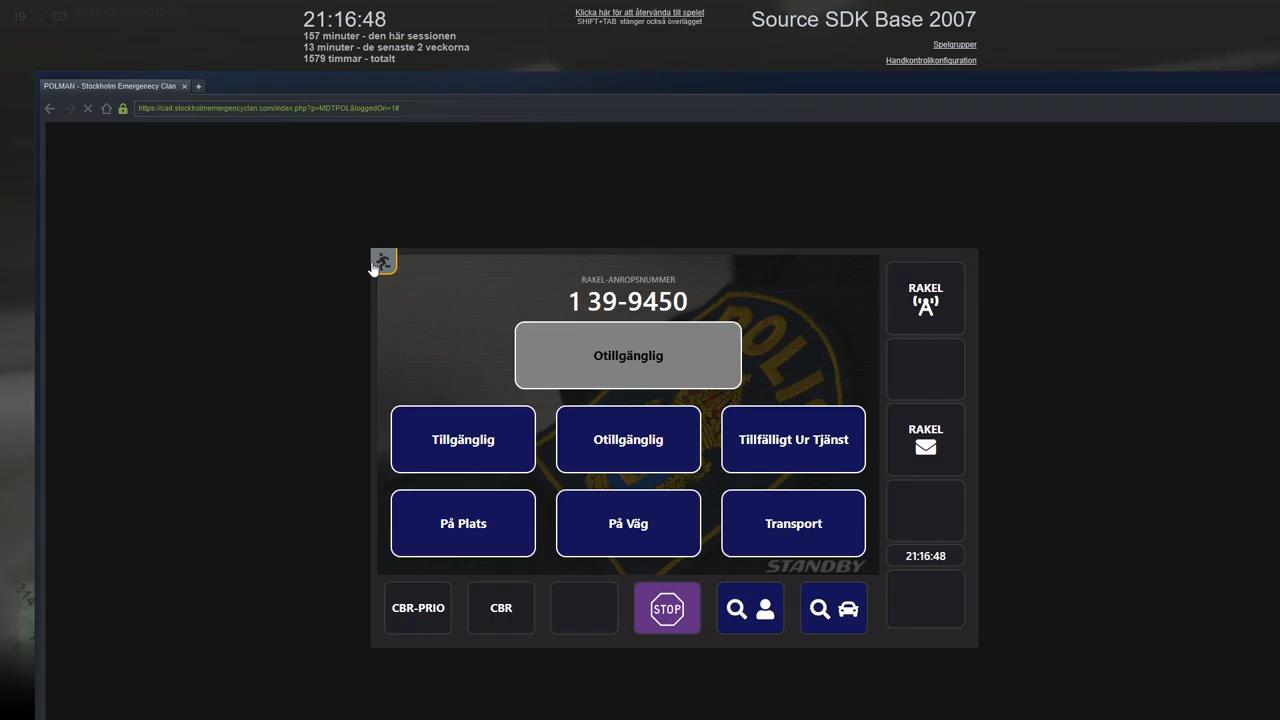 19 : 03
21:16:48
157 minuter - den här sessionen
13 minuter - de senaste 2 veckorna
1579 timmar - totalt
Klicka här för att återvända till spelet
SHIFT+TAB stänger också överlägget
Source SDK Base 2007
Spelgrupper
Handkontrollkonfiguration
POLMAN - Stockholm Emergenecy Clan
https://cad.stockholmemergencyclan.com/index.php?p=MDTPOL&loggedOn=1#
RAKEL-ANROPSNUMMER
1 39-9450
Otillgänglig
Tillgänglig
Otillgänglig
Tillfälligt Ur Tjänst
På Plats
På Väg
Transport
POLIS
STANDBY
RAKEL
RAKEL
21:16:48
CBR-PRIO
CBR
STOP